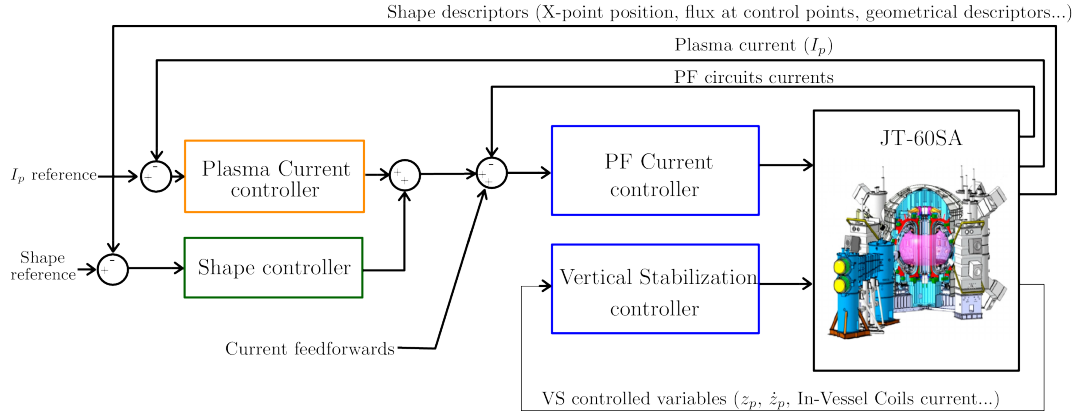 Shape descriptors (X-point position, flux at control points, geometrical descriptors...)
Plasma current (I_p)
PF circuits currents
JT-60SA
I_p reference
+
-
Plasma Current
controller
+
+
+
-
+
PF Current
controller
Shape
reference
+
-
Shape controller
Vertical Stabilization
controller
Current feedforwards
VS controlled variables (z_p, ż_p, In-Vessel Coils current...)